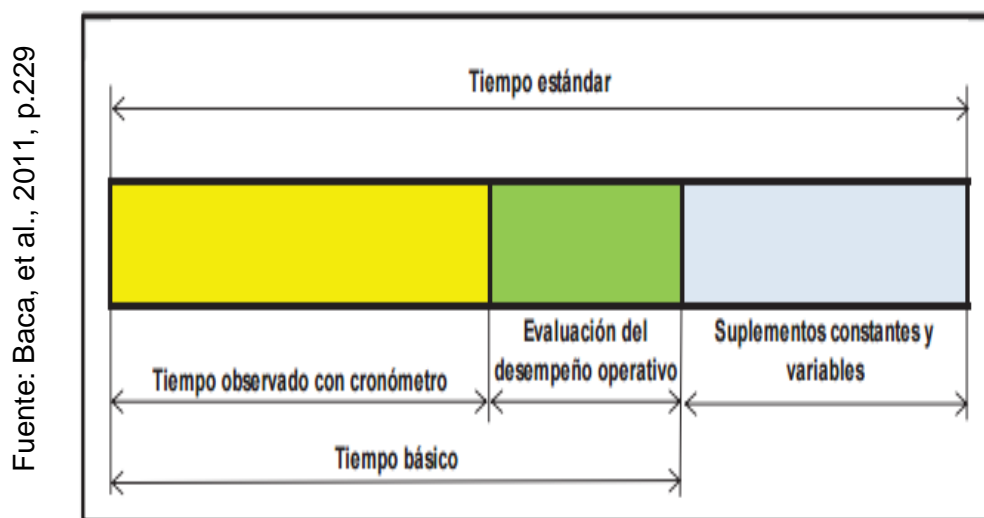 Fuente: Baca, et al., 2011, p.229
Tiempo estándar
Tiempo observado con cronómetro
Evaluación del
desempeño operativo
Suplementos constantes y
variables
Tiempo básico